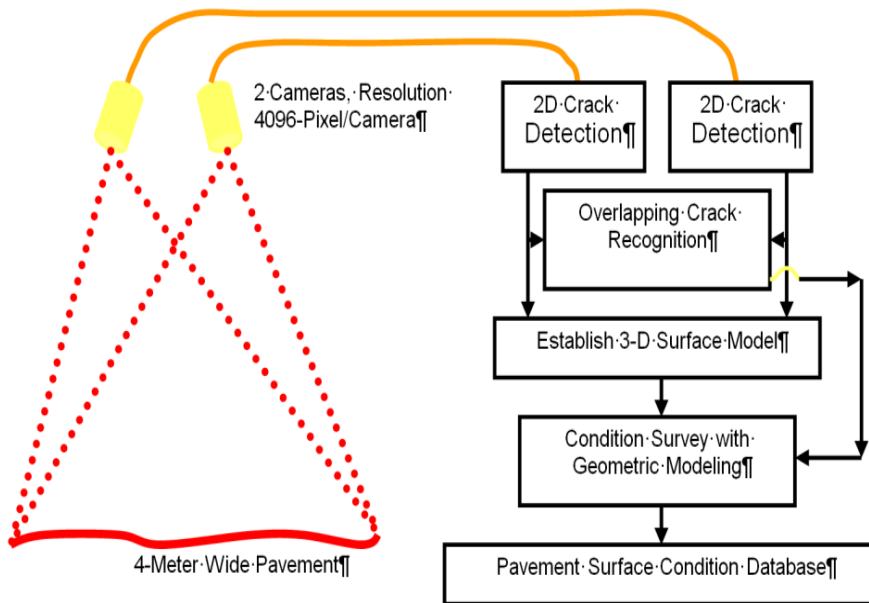 2·Cameras,·Resolution·
4096-Pixel/Camera¶
2D·Crack·
Detection¶
2D·Crack·
Detection¶
Overlapping·Crack·
Recognition¶
Establish·3-D·Surface·Model¶
Condition·Survey·with·
Geometric·Modeling¶
4-Meter·Wide·Pavement¶
Pavement·Surface·Condition·Database¶